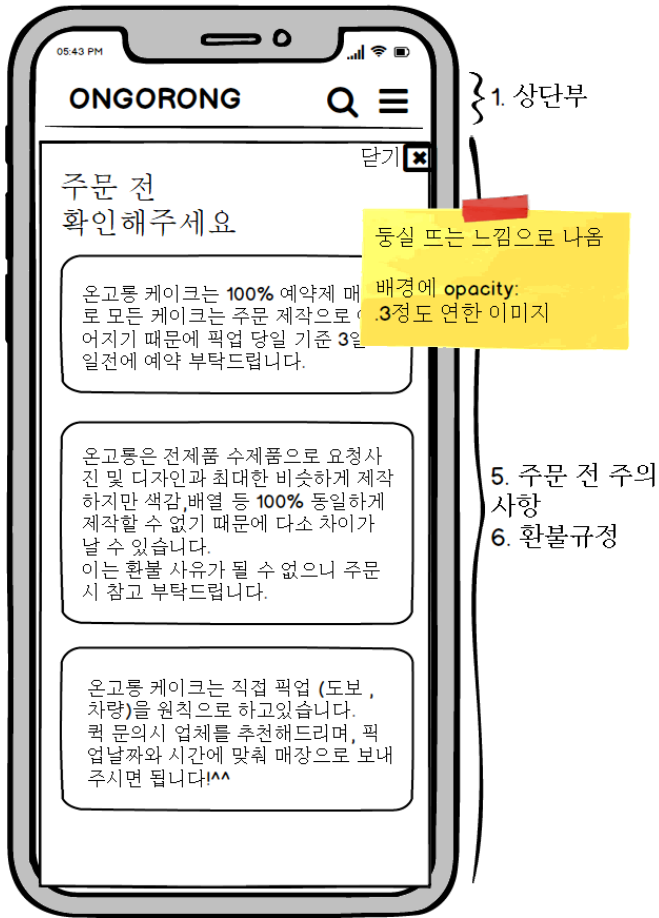 05:43 PM
ONGORONG
1. 상단부
닫기
주문 전
확인해주세요
둥실 뜨는 느낌으로 나옴
배경에 opacity:
.3정도 연한 이미지
온고롱 케이크는 100% 예약제 매
로 모든 케이크는 주문 제작으로
어지기 때문에 픽업 당일 기준 3일
일전에 예약 부탁드립니다.
온고롱은 전제품 수제품으로 요청사
진 및 디자인과 최대한 비슷하게 제작
하지만 색감,배열 등 100% 동일하게
제작할 수 없기 때문에 다소 차이가
날 수 있습니다.
이는 환불 사유가 될 수 없으니 주문
시 참고 부탁드립니다.
5. 주문 전 주의
사항
6. 환불규정
온고롱 케이크는 직접 픽업 (도보 ,
차량)을 원칙으로 하고있습니다.
퀵 문의시 업체를 추천해드리며, 픽
업날짜와 시간에 맞춰 매장으로 보내
주시면 됩니다!^^